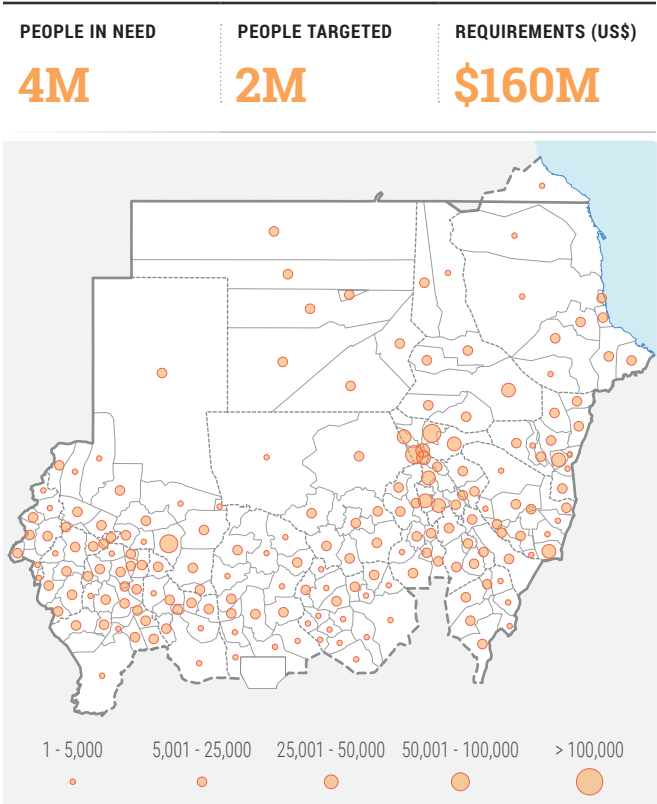 PEOPLE IN NEED PEOPLE TARGETED REQUIREMENTS (US$)
4M 2M $160M
1 - 5,000 5,001 - 25,000 25,001 - 50,000 50,001 - 100,000 > 100,000